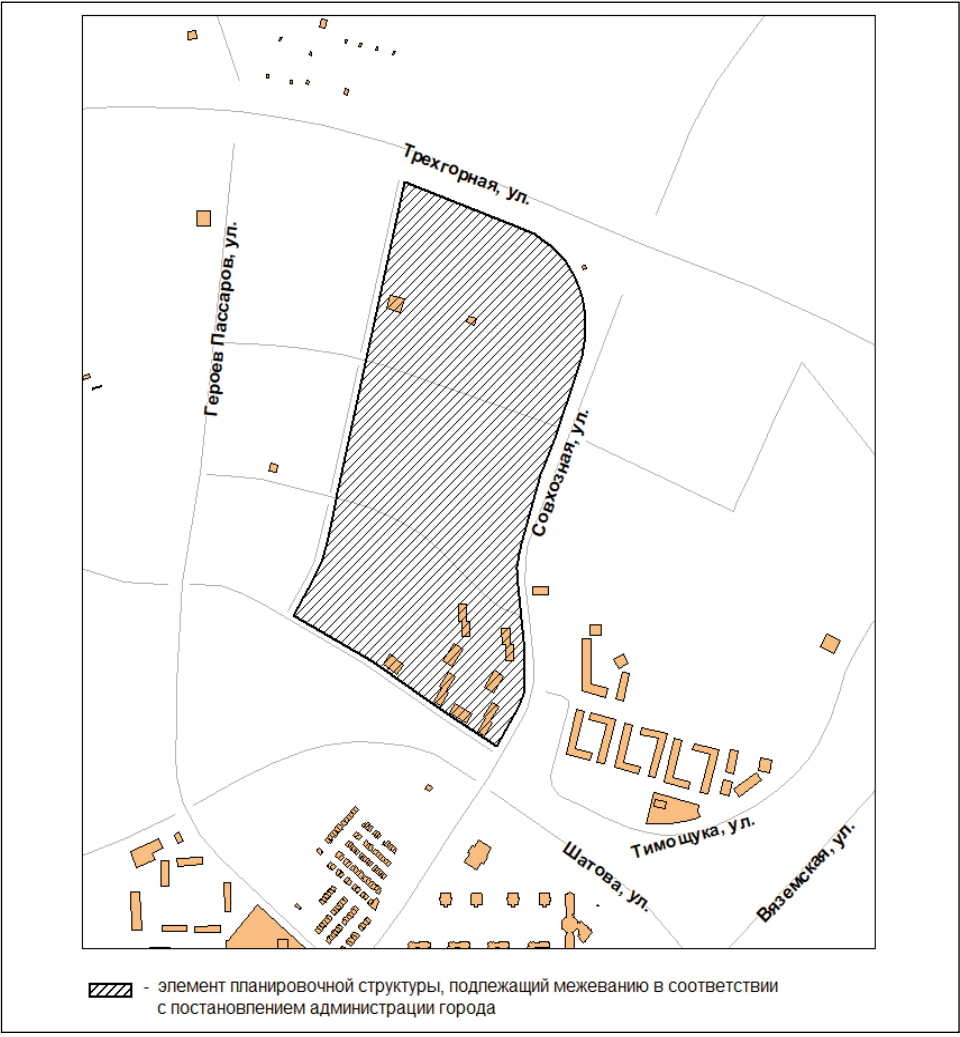 Трехгорная, ул.
Героев Пассаров, ул.
Совхозная, ул.
Тимощука, ул.
Шатова, ул.
Вяземская, ул.
- элемент планировочной структуры, подлежащий межеванию в соответствии
с постановлением администрации города